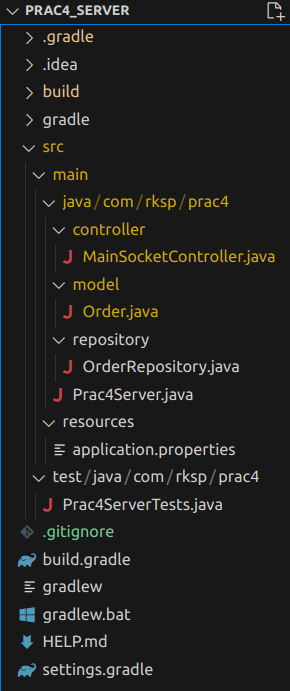 PRAC4_SERVER
.gradle
.idea
build
gradle
src
main
java/com/rksp/prac4
controller
MainSocketController.java
model
Order.java
repository
OrderRepository.java
Prac4Server.java
resources
application.properties
test/java/com/rksp/prac4
Prac4ServerTests.java
.gitignore
build.gradle
gradlew
gradlew.bat
HELP.md
settings.gradle